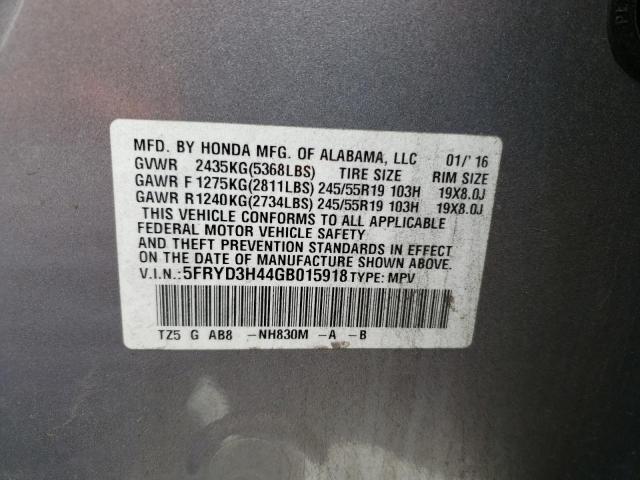 MFD. BY HONDA MFG. OF ALABAMA, LLC 01/'16
GVWR 2435KG(5368LBS) TIRE SIZE RIM SIZE
GAWR F 1275KG(2811LBS) 245/55R19 103H 19X8.0J
GAWR R1240KG(2734LBS) 245/55R19 103H 19X8.0J
THIS VEHICLE CONFORMS TO ALL APPLICABLE
FEDERAL MOTOR VEHICLE SAFETY
AND THEFT PREVENTION STANDARDS IN EFFECT
ON THE DATE OF MANUFACTURE SHOWN ABOVE.
V.I.N.:5FRYD3H44GB015918 TYPE: MPV
TZ5 G AB8 -NH830M -A -B